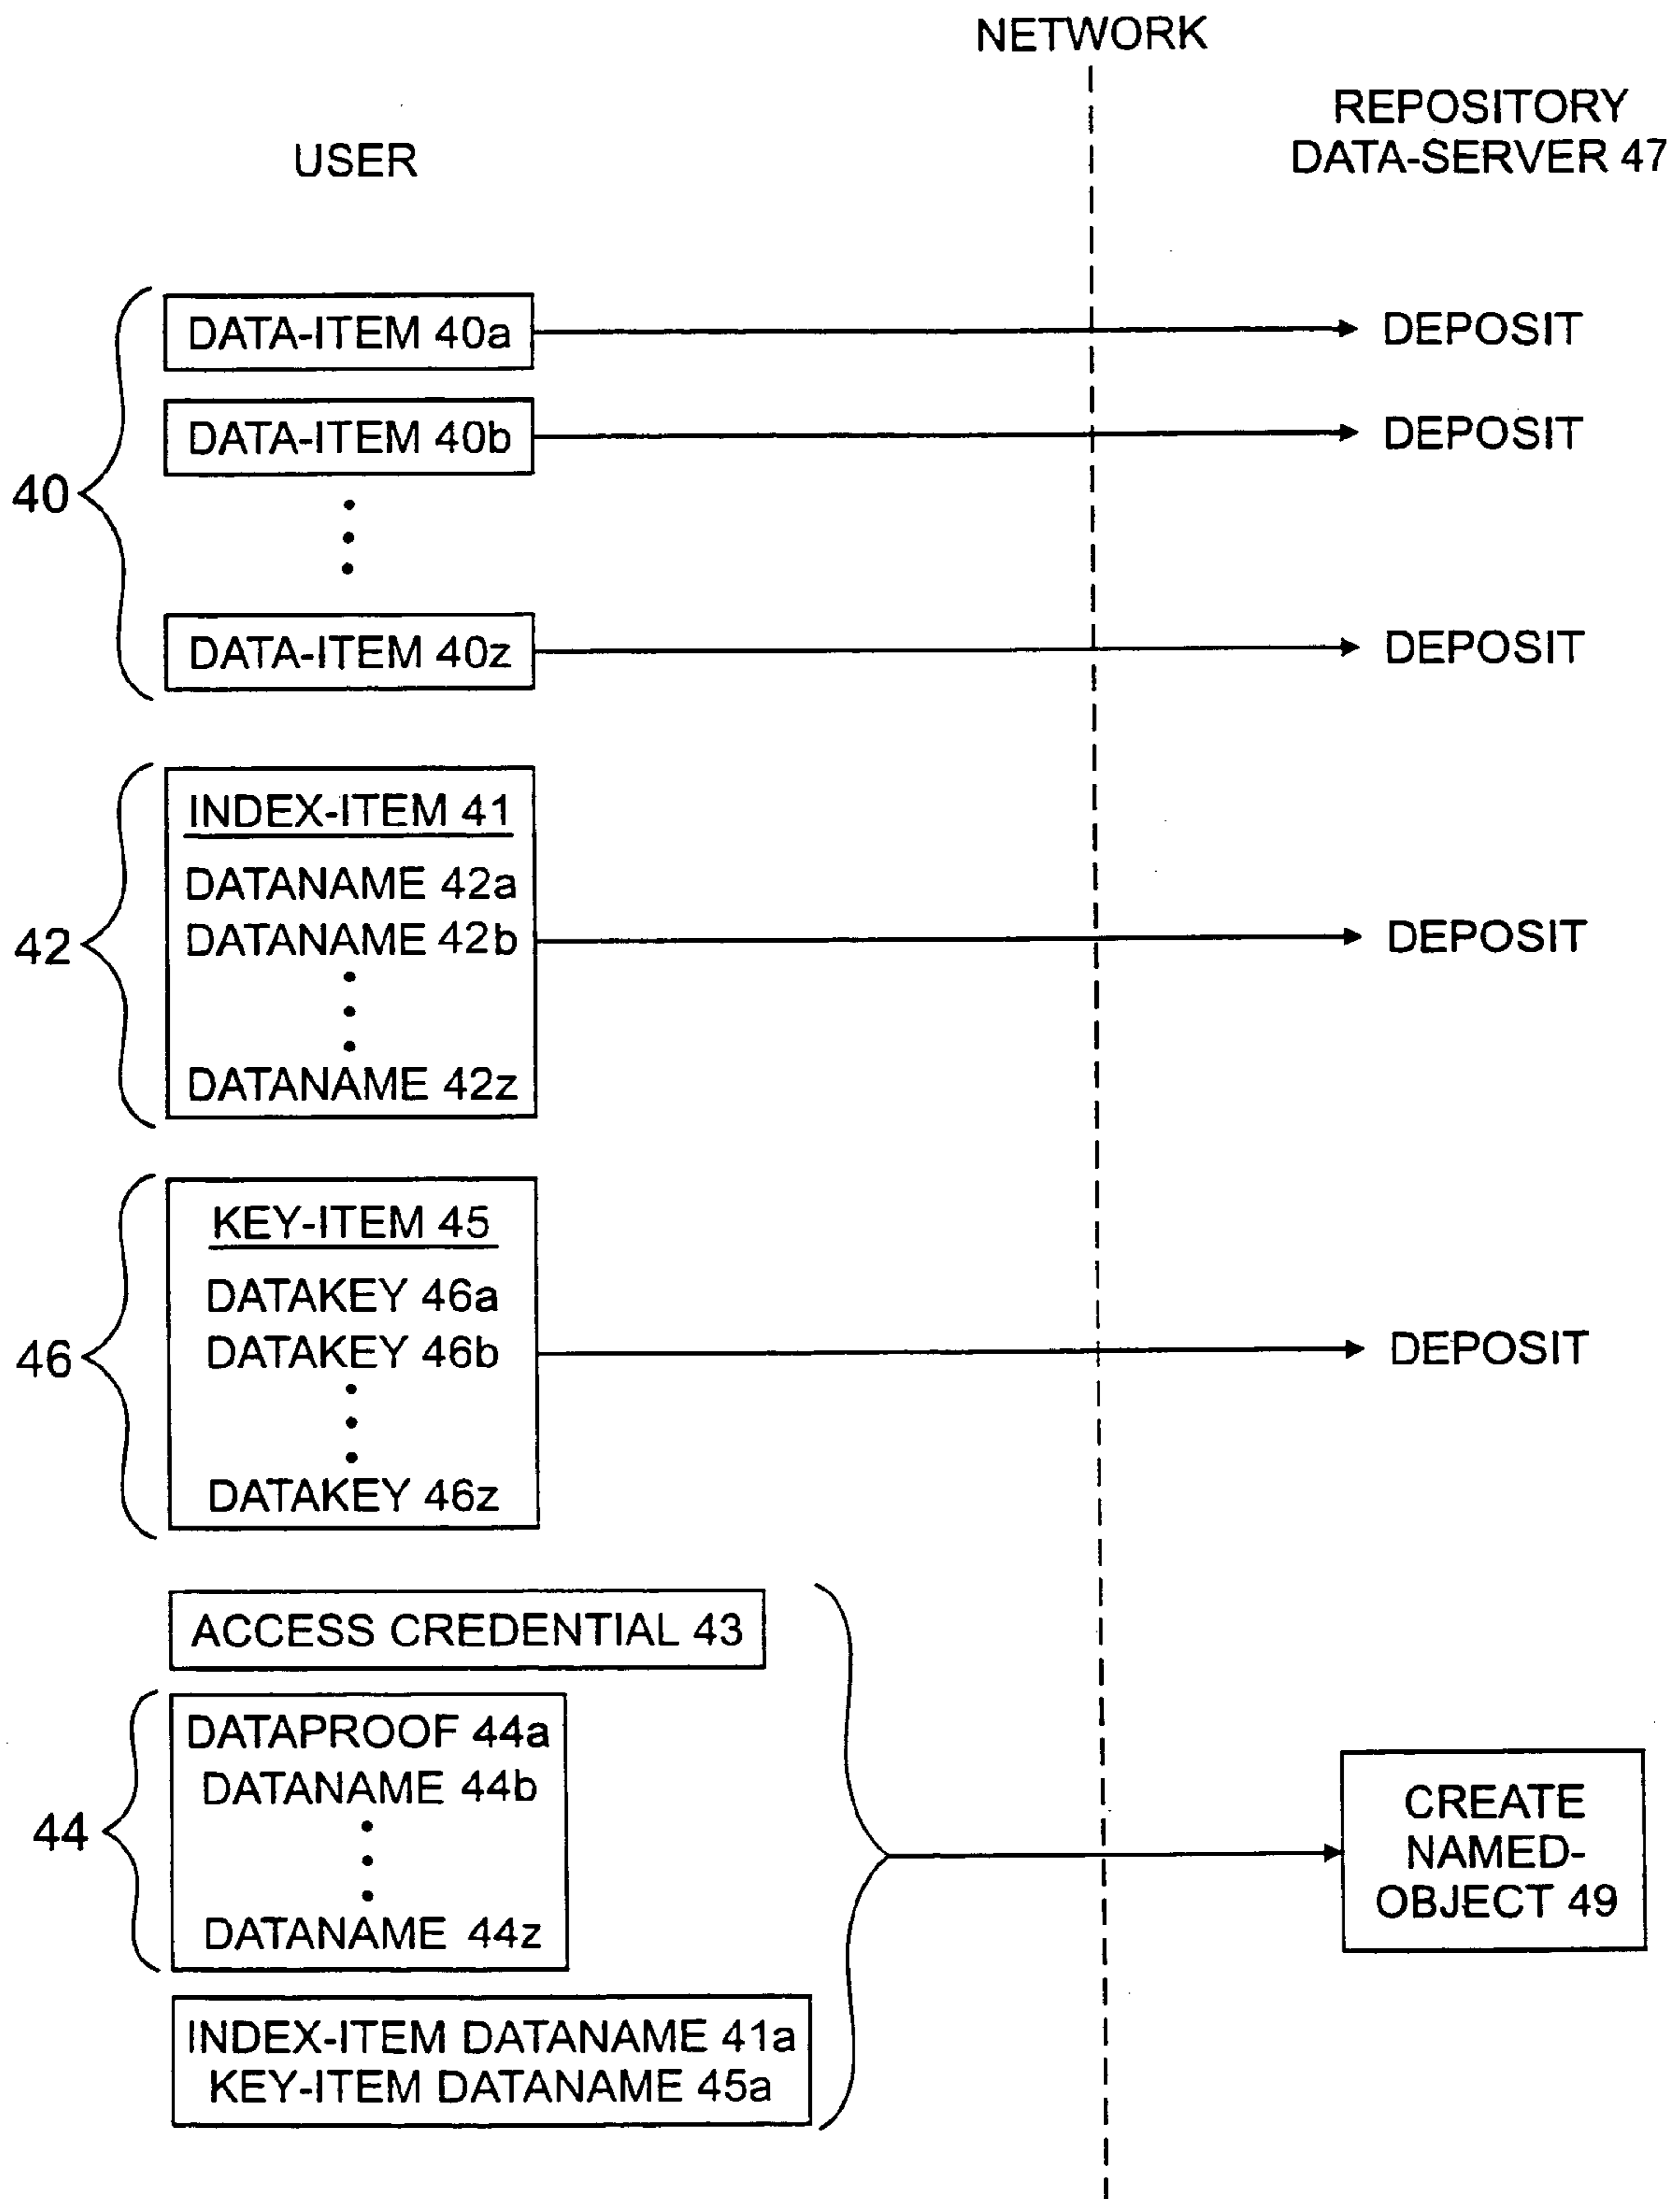 NETWORK
REPOSITORY
DATA-SERVER 47
USER
40
DATA-ITEM 40a
DEPOSIT
DATA-ITEM 40b
DEPOSIT
DATA-ITEM 40z
DEPOSIT
42
INDEX-ITEM 41
DATANAME 42a
DATANAME 42b
DATANAME 42z
DEPOSIT
46
KEY-ITEM 45
DATAKEY 46a
DATAKEY 46b
DATAKEY 46z
DEPOSIT
ACCESS CREDENTIAL 43
44
DATAPROOF 44a
DATANAME 44b
DATANAME 44z
INDEX-ITEM DATANAME 41a
KEY-ITEM DATANAME 45a
CREATE
NAMED-
OBJECT 49